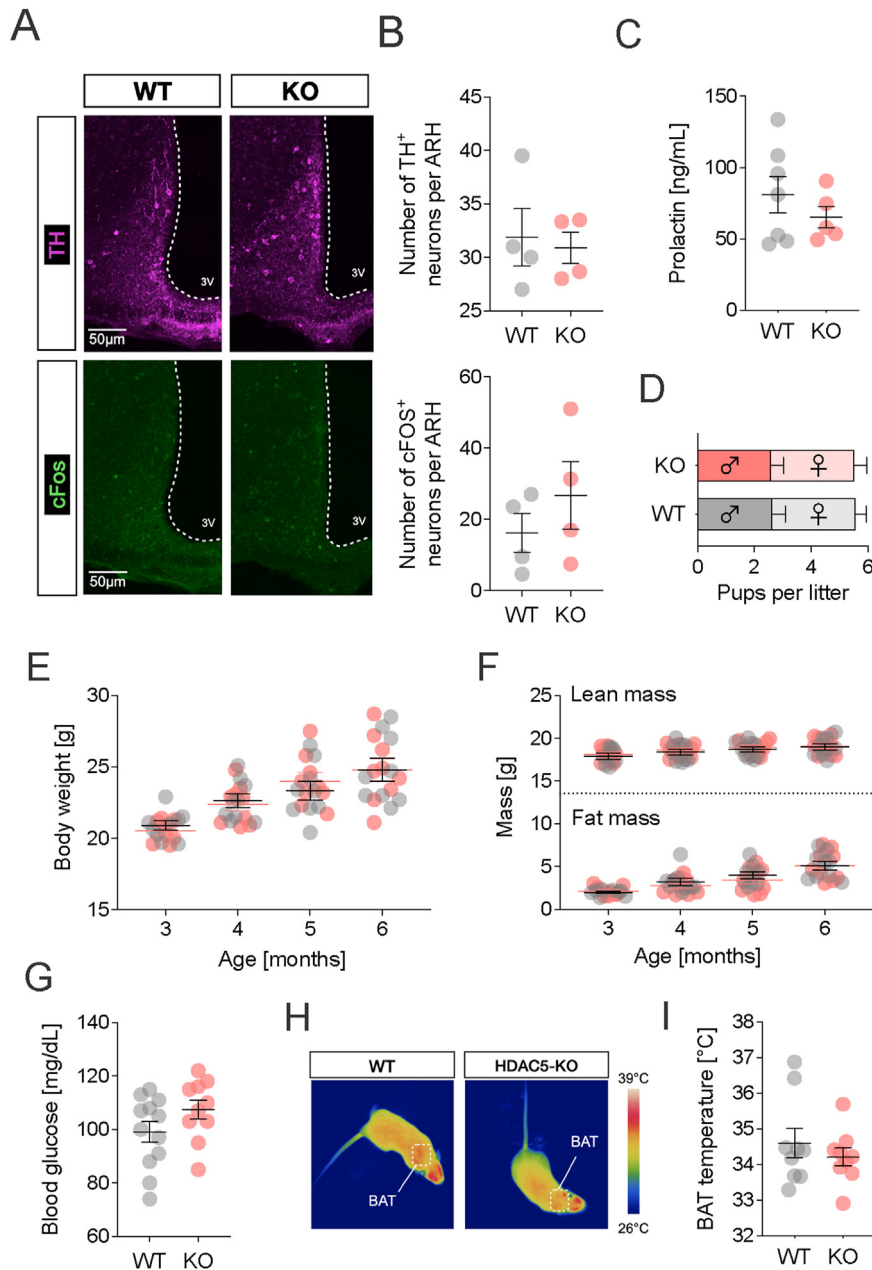 A
WT
KO
TH
3V
3V
50µm
cFos
3V
3V
50µm
B
Number of TH⁺
neurons per ARH
45
40
35
30
25
WT
KO
Number of cFOS⁺
neurons per ARH
60
40
20
0
WT
KO
C
Prolactin [ng/mL]
150
100
50
0
WT
KO
D
KO
♂
♀
WT
♂
♀
0
2
4
6
Pups per litter
E
Body weight [g]
30
25
20
15
3
4
5
6
Age [months]
F
Mass [g]
25
20
15
10
5
0
Lean mass
Fat mass
3
4
5
6
Age [months]
G
Blood glucose [mg/dL]
140
120
100
80
60
WT
KO
H
WT
HDAC5-KO
BAT
BAT
39°C
26°C
I
BAT temperature [°C]
38
37
36
35
34
33
32
WT
KO